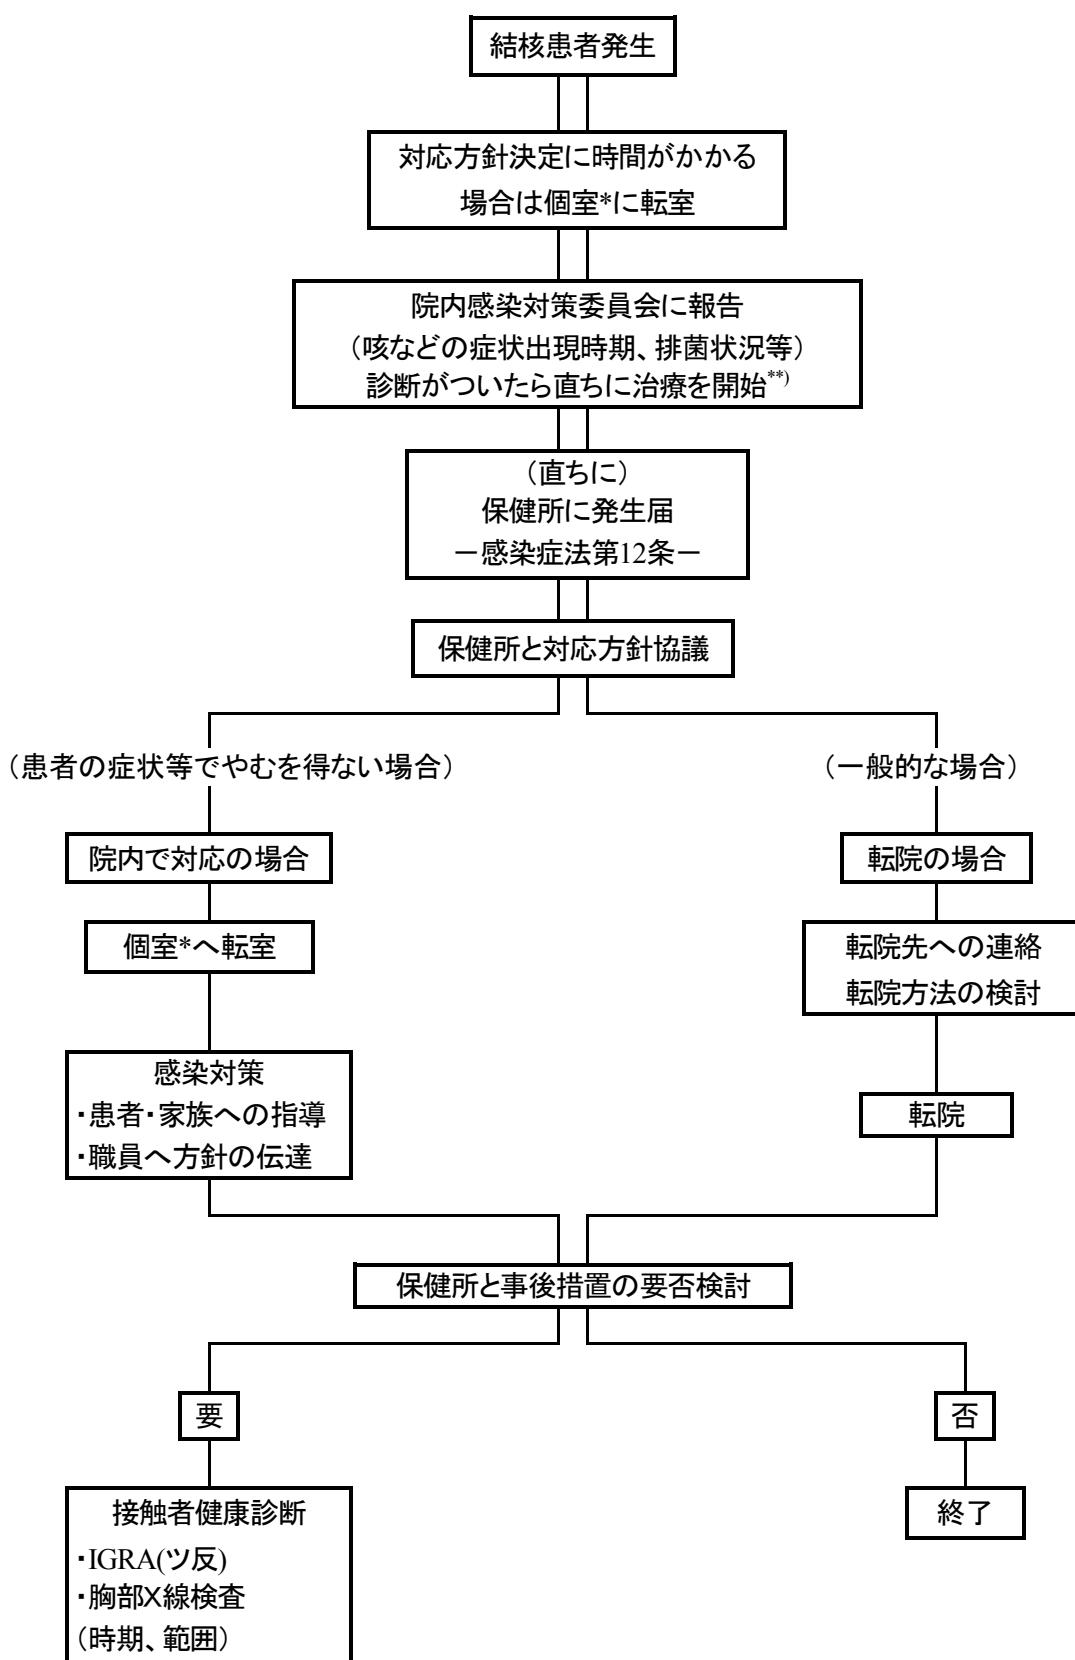 結核患者発生
対応方針決定に時間がかかる
場合は個室*に転室
院内感染対策委員会に報告
（咳などの症状出現時期、排菌状況等）
診断がついたら直ちに治療を開始**)
（直ちに）
保健所に発生届
－感染症法第12条－
保健所と対応方針協議
（患者の症状等でやむを得ない場合）
（一般的な場合）
院内で対応の場合
転院の場合
個室*へ転室
転院先への連絡
転院方法の検討
感染対策
・患者・家族への指導
・職員へ方針の伝達
転院
保健所と事後措置の要否検討
要
否
接触者健康診断
・IGRA(ツ反)
・胸部X線検査
（時期、範囲）
終了